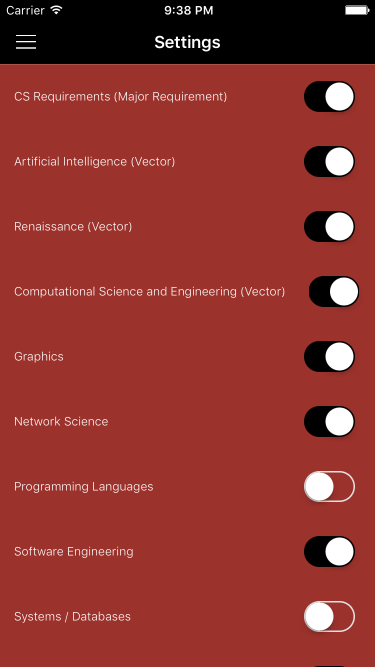 Carrier 9:38 PM
Settings
CS Requirements (Major Requirement)
Artificial Intelligence (Vector)
Renaissance (Vector)
Computational Science and Engineering (Vector)
Graphics
Network Science
Programming Languages
Software Engineering
Systems / Databases